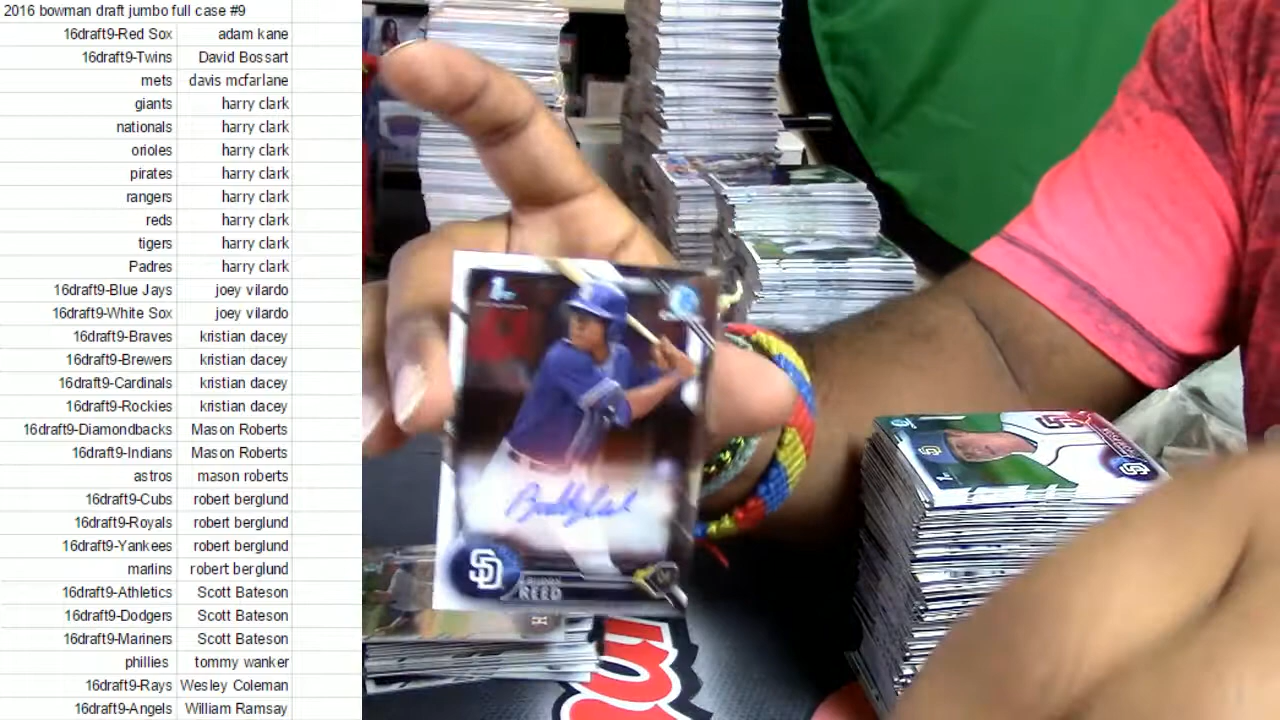 2016 bowman draft jumbo full case #9
16draft9-Red Sox adam kane
16draft9-Twins David Bossart
mets davis mcfarlane
giants harry clark
nationals harry clark
orioles harry clark
pirates harry clark
rangers harry clark
reds harry clark
tigers harry clark
Padres harry clark
16draft9-Blue Jays joey vilardo
16draft9-White Sox joey vilardo
16draft9-Braves kristian dacey
16draft9-Brewers kristian dacey
16draft9-Cardinals kristian dacey
16draft9-Rockies kristian dacey
16draft9-Diamondbacks Mason Roberts
16draft9-Indians Mason Roberts
astros mason roberts
16draft9-Cubs robert berglund
16draft9-Royals robert berglund
16draft9-Yankees robert berglund
marlins robert berglund
16draft9-Athletics Scott Bateson
16draft9-Dodgers Scott Bateson
16draft9-Mariners Scott Bateson
phillies tommy wanker
16draft9-Rays Wesley Coleman
16draft9-Angels William Ramsay
1st
SD
REED